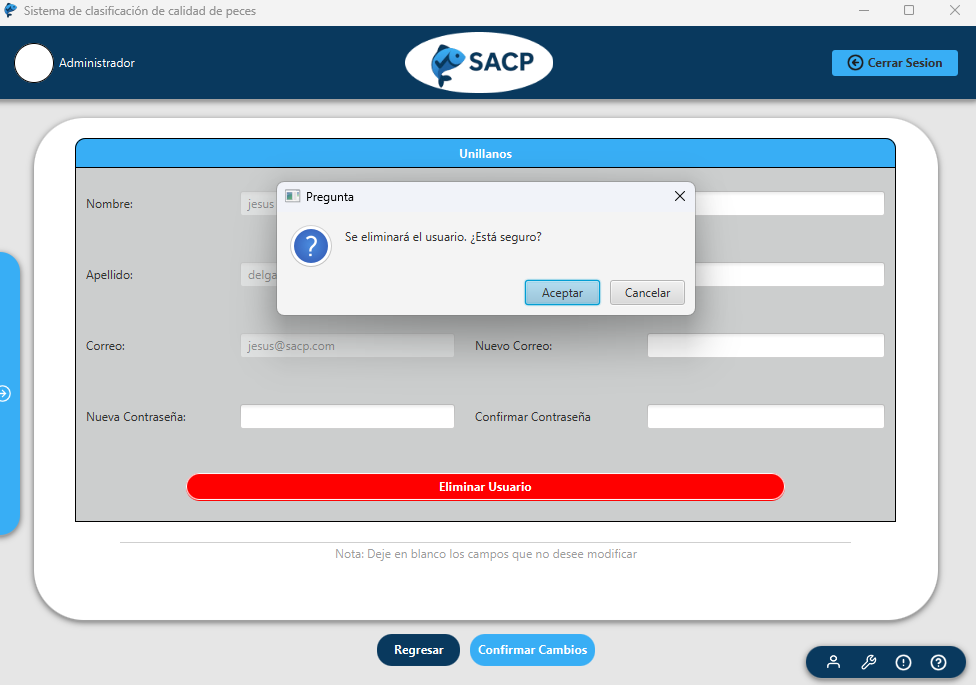 Sistema de clasificación de calidad de peces
Administrador
SACP
Cerrar Sesion
Unillanos
Nombre:
jesus
Pregunta
Se eliminará el usuario. ¿Está seguro?
Aceptar
Cancelar
Apellido:
Correo:
jesus@sacp.com
Nuevo Correo:
Nueva Contraseña:
Confirmar Contraseña
Eliminar Usuario
Nota: Deje en blanco los campos que no desee modificar
Regresar
Confirmar Cambios